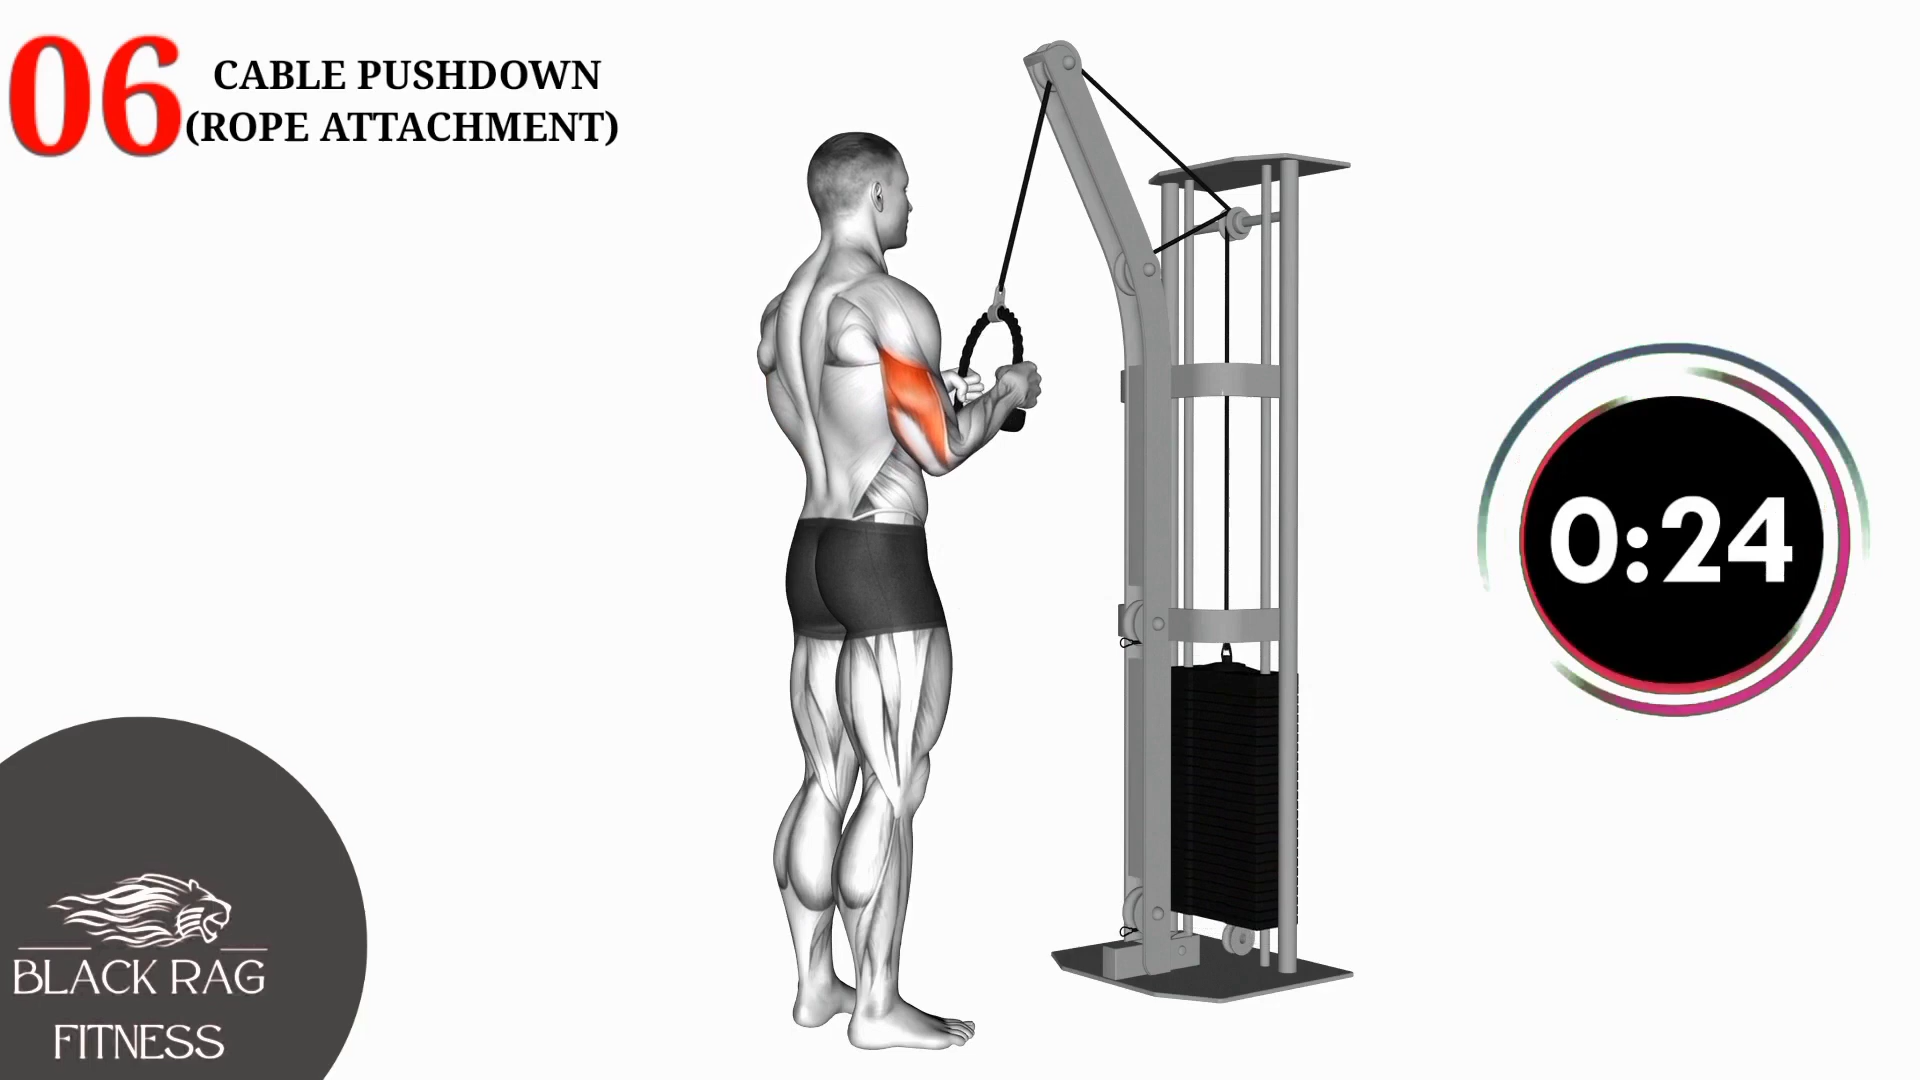 06
CABLE PUSHDOWN
(ROPE ATTACHMENT)
0:24
BLACK RAG
FITNESS